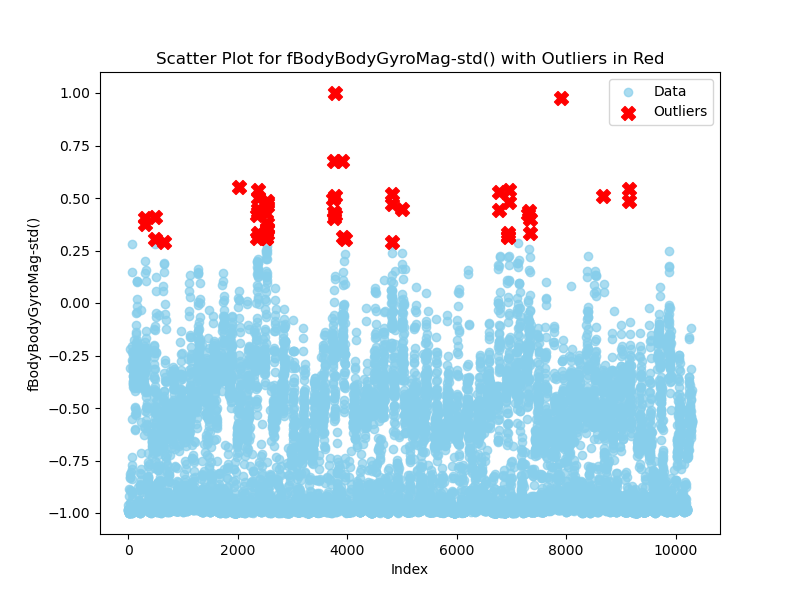 Scatter Plot for fBodyBodyGyroMag-std() with Outliers in Red
Data
Outliers
1.00
0.75
0.50
0.25
0.00
−0.25
−0.50
−0.75
−1.00
fBodyBodyGyroMag-std()
0 2000 4000 6000 8000 10000
Index